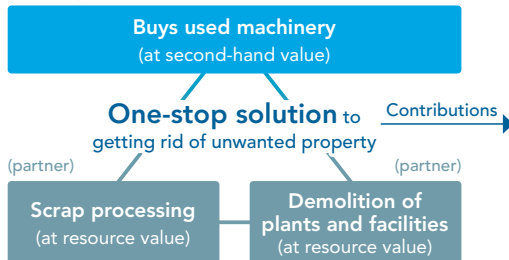 Buys used machinery
(at second-hand value)
One-stop solution to
getting rid of unwanted property
Contributions
(partner)
(partner)
Scrap processing
(at resource value)
Demolition of
plants and facilities
(at resource value)